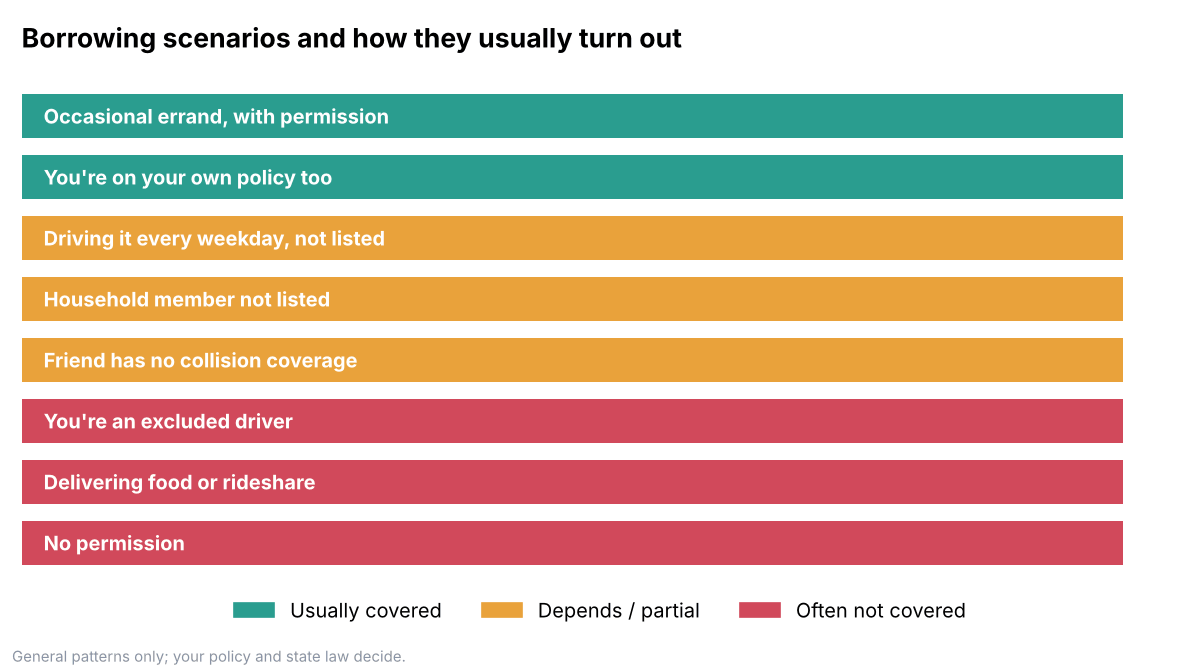 Borrowing scenarios and how they usually turn out
Occasional errand, with permission
You're on your own policy too
Driving it every weekday, not listed
Household member not listed
Friend has no collision coverage
You're an excluded driver
Delivering food or rideshare
No permission
Usually covered
Depends / partial
Often not covered
General patterns only; your policy and state law decide.